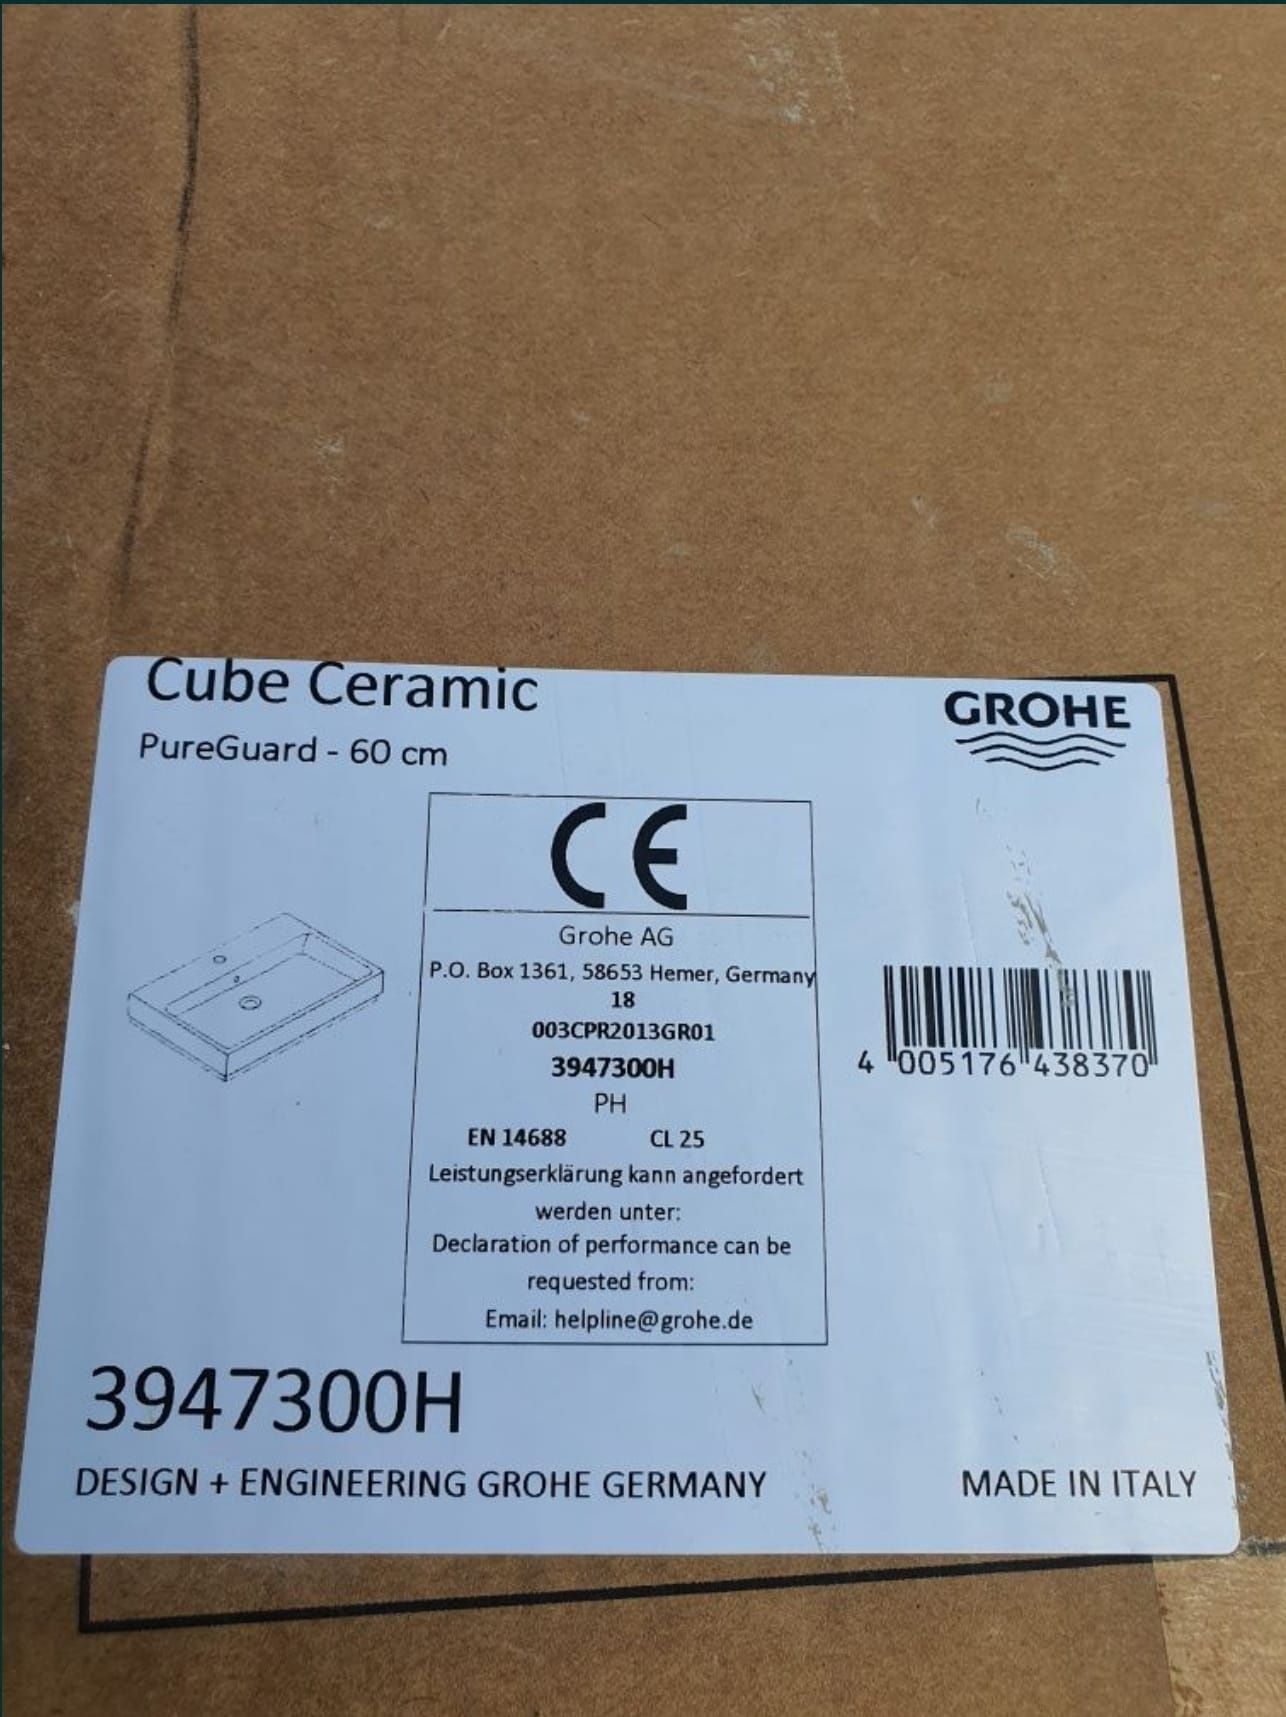 Cube Ceramic
PureGuard - 60 cm
GROHE
CE
Grohe AG
P.O. Box 1361, 58653 Hemer, Germany
18
003CPR2013GR01
3947300H
PH
EN 14688 CL 25
Leistungserklärung kann angefordert
werden unter:
Declaration of performance can be
requested from:
Email: helpline@grohe.de
4 005176 438370
3947300H
DESIGN + ENGINEERING GROHE GERMANY
MADE IN ITALY